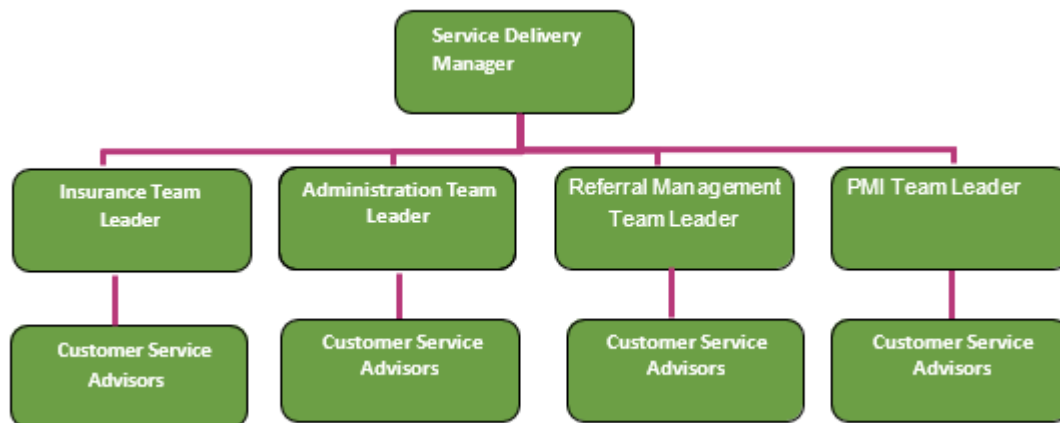 Service Delivery
Manager
Insurance Team
Leader
Administration Team
Leader
Referral Management
Team Leader
PMI Team Leader
Customer Service
Advisors
Customer Service
Advisors
Customer Service
Advisors
Customer Service
Advisors